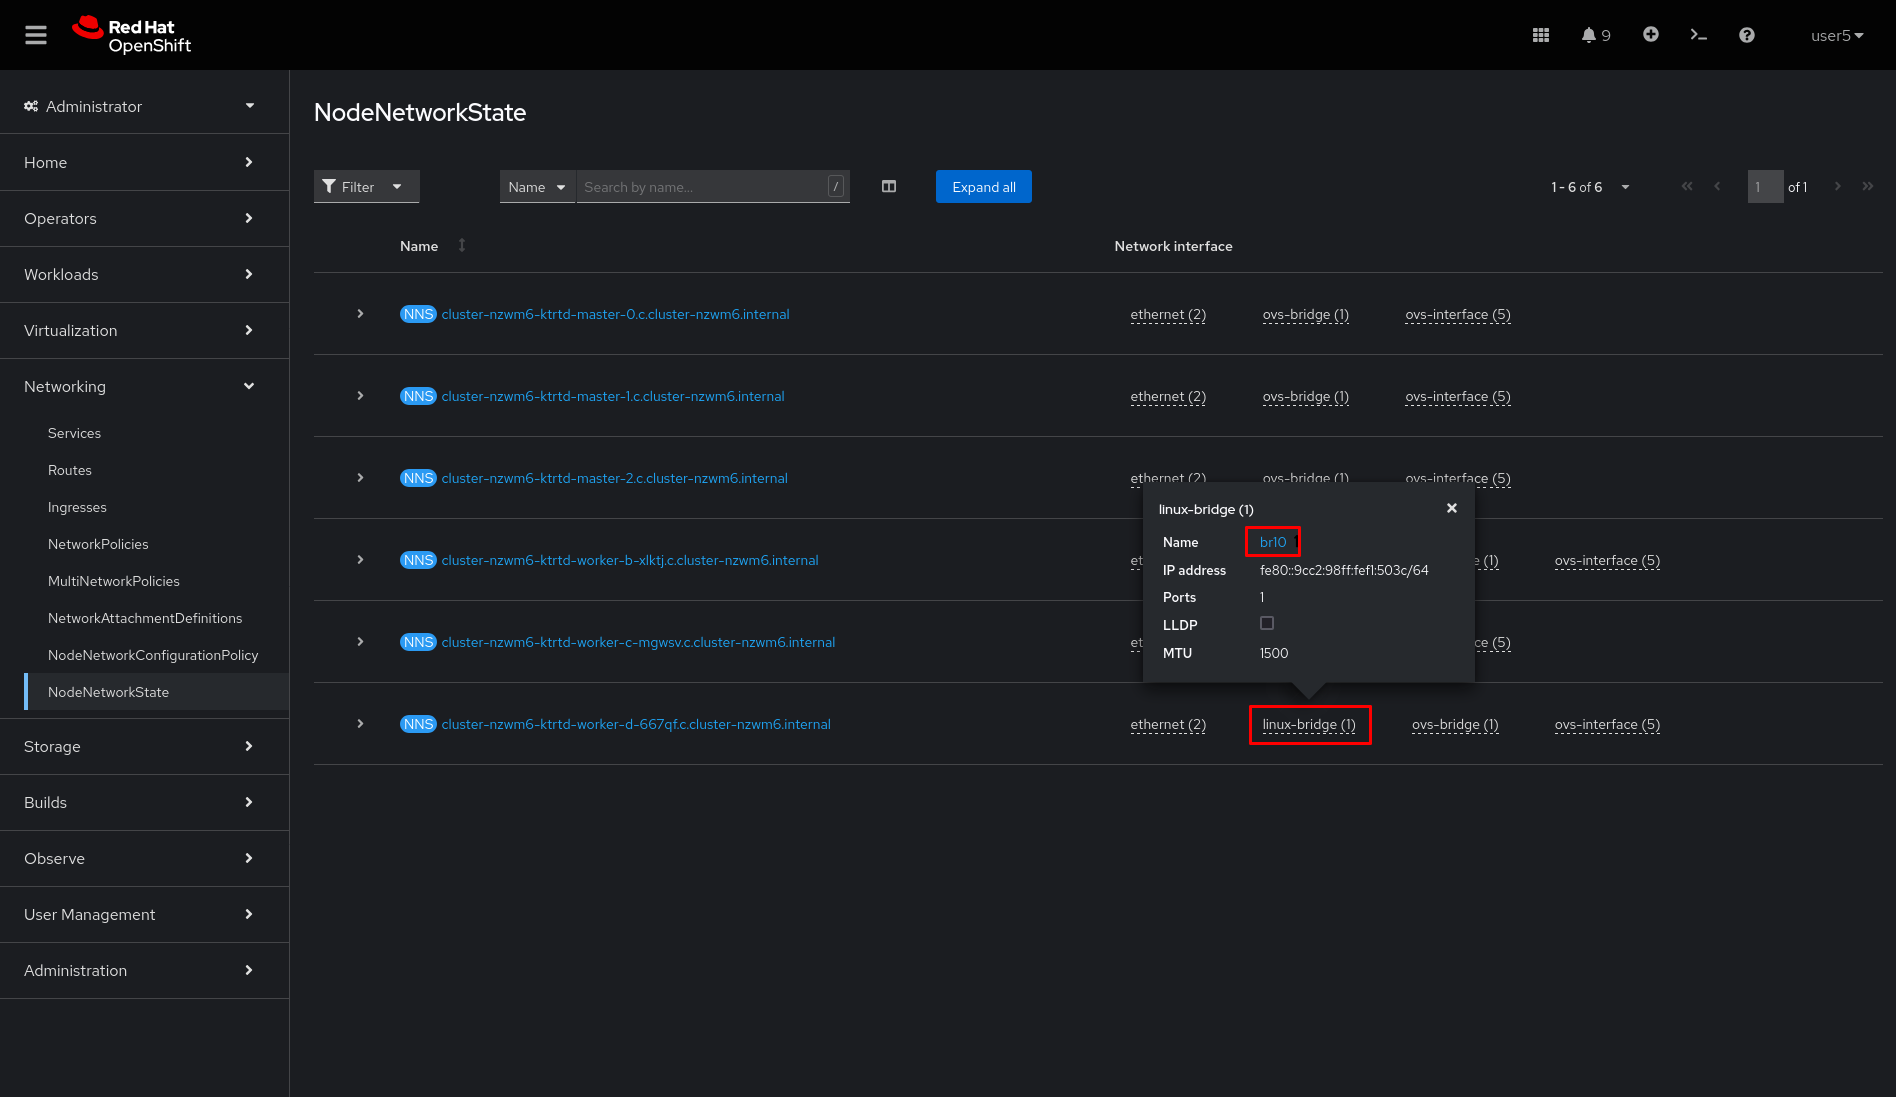 Red Hat
OpenShift
9
user5
Administrator
Home
Operators
Workloads
Virtualization
Networking
Services
Routes
Ingresses
NetworkPolicies
MultiNetworkPolicies
NetworkAttachmentDefinitions
NodeNetworkConfigurationPolicy
NodeNetworkState
Storage
Builds
Observe
User Management
Administration
NodeNetworkState
Filter Name Search by name... / Expand all 1 - 6 of 6 1 of 1
Name Network interface
NNS cluster-nzwm6-ktrtd-master-0.c.cluster-nzwm6.internal ethernet (2) ovs-bridge (1) ovs-interface (5)
NNS cluster-nzwm6-ktrtd-master-1.c.cluster-nzwm6.internal ethernet (2) ovs-bridge (1) ovs-interface (5)
NNS cluster-nzwm6-ktrtd-master-2.c.cluster-nzwm6.internal ethernet (2) ovs-bridge (1) ovs-interface (5)
NNS cluster-nzwm6-ktrtd-worker-b-xlktj.c.cluster-nzwm6.internal et e (1) ovs-interface (5)
NNS cluster-nzwm6-ktrtd-worker-c-mgwsv.c.cluster-nzwm6.internal et ce (5)
NNS cluster-nzwm6-ktrtd-worker-d-667qf.c.cluster-nzwm6.internal ethernet (2) linux-bridge (1) ovs-bridge (1) ovs-interface (5)
linux-bridge (1)
Name br10
IP address fe80::9cc2:98ff:fef1:503c/64
Ports 1
LLDP
MTU 1500